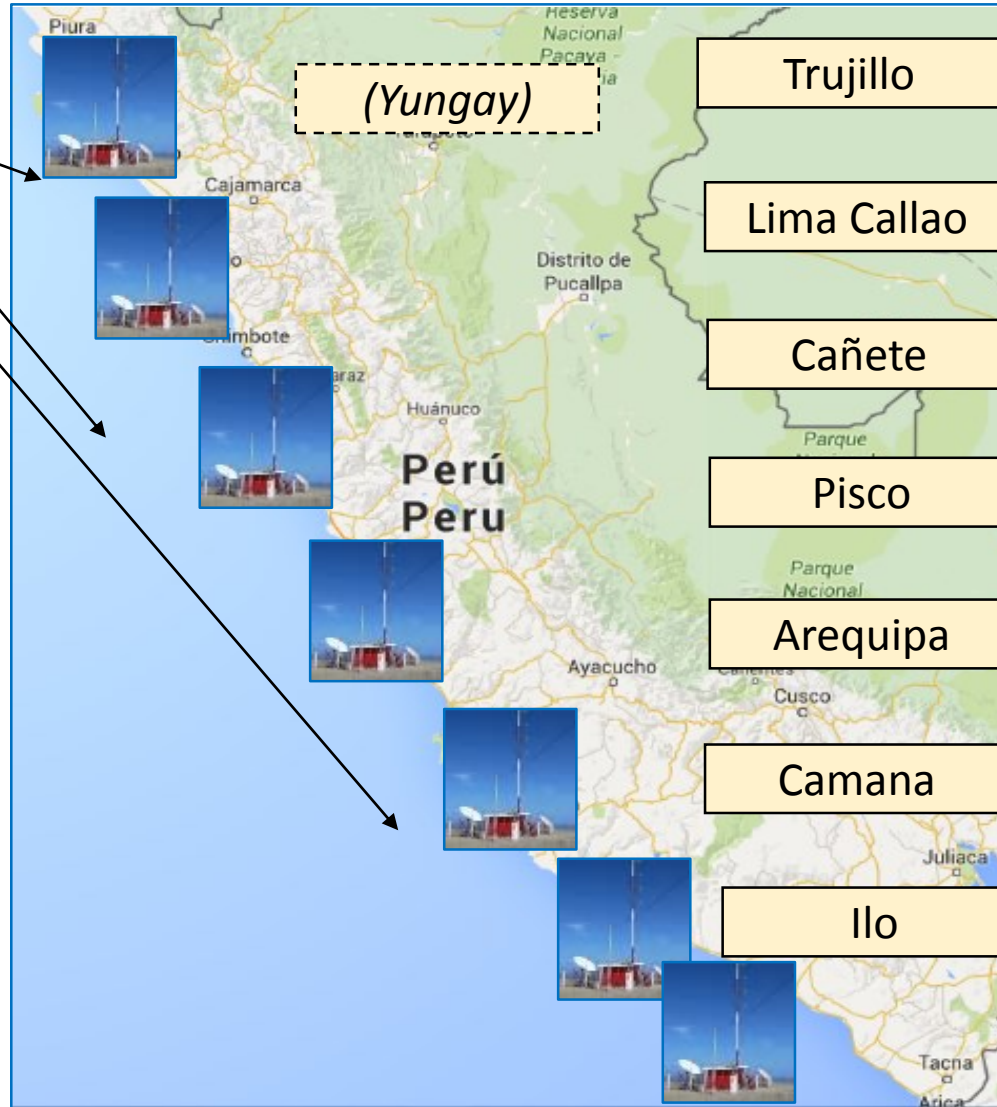 Piura
Reserva
Nacional
Pacaya -
(Yungay)
Trujillo
Cajamarca
Lima Callao
Distrito de
Pucallpa
Chimbote
Cañete
Huánuco
Perú
Peru
Parque
Pisco
Parque
Nacional
Arequipa
Ayacucho
Cusco
Camana
Juliaca
Ilo
Tacna
Arica